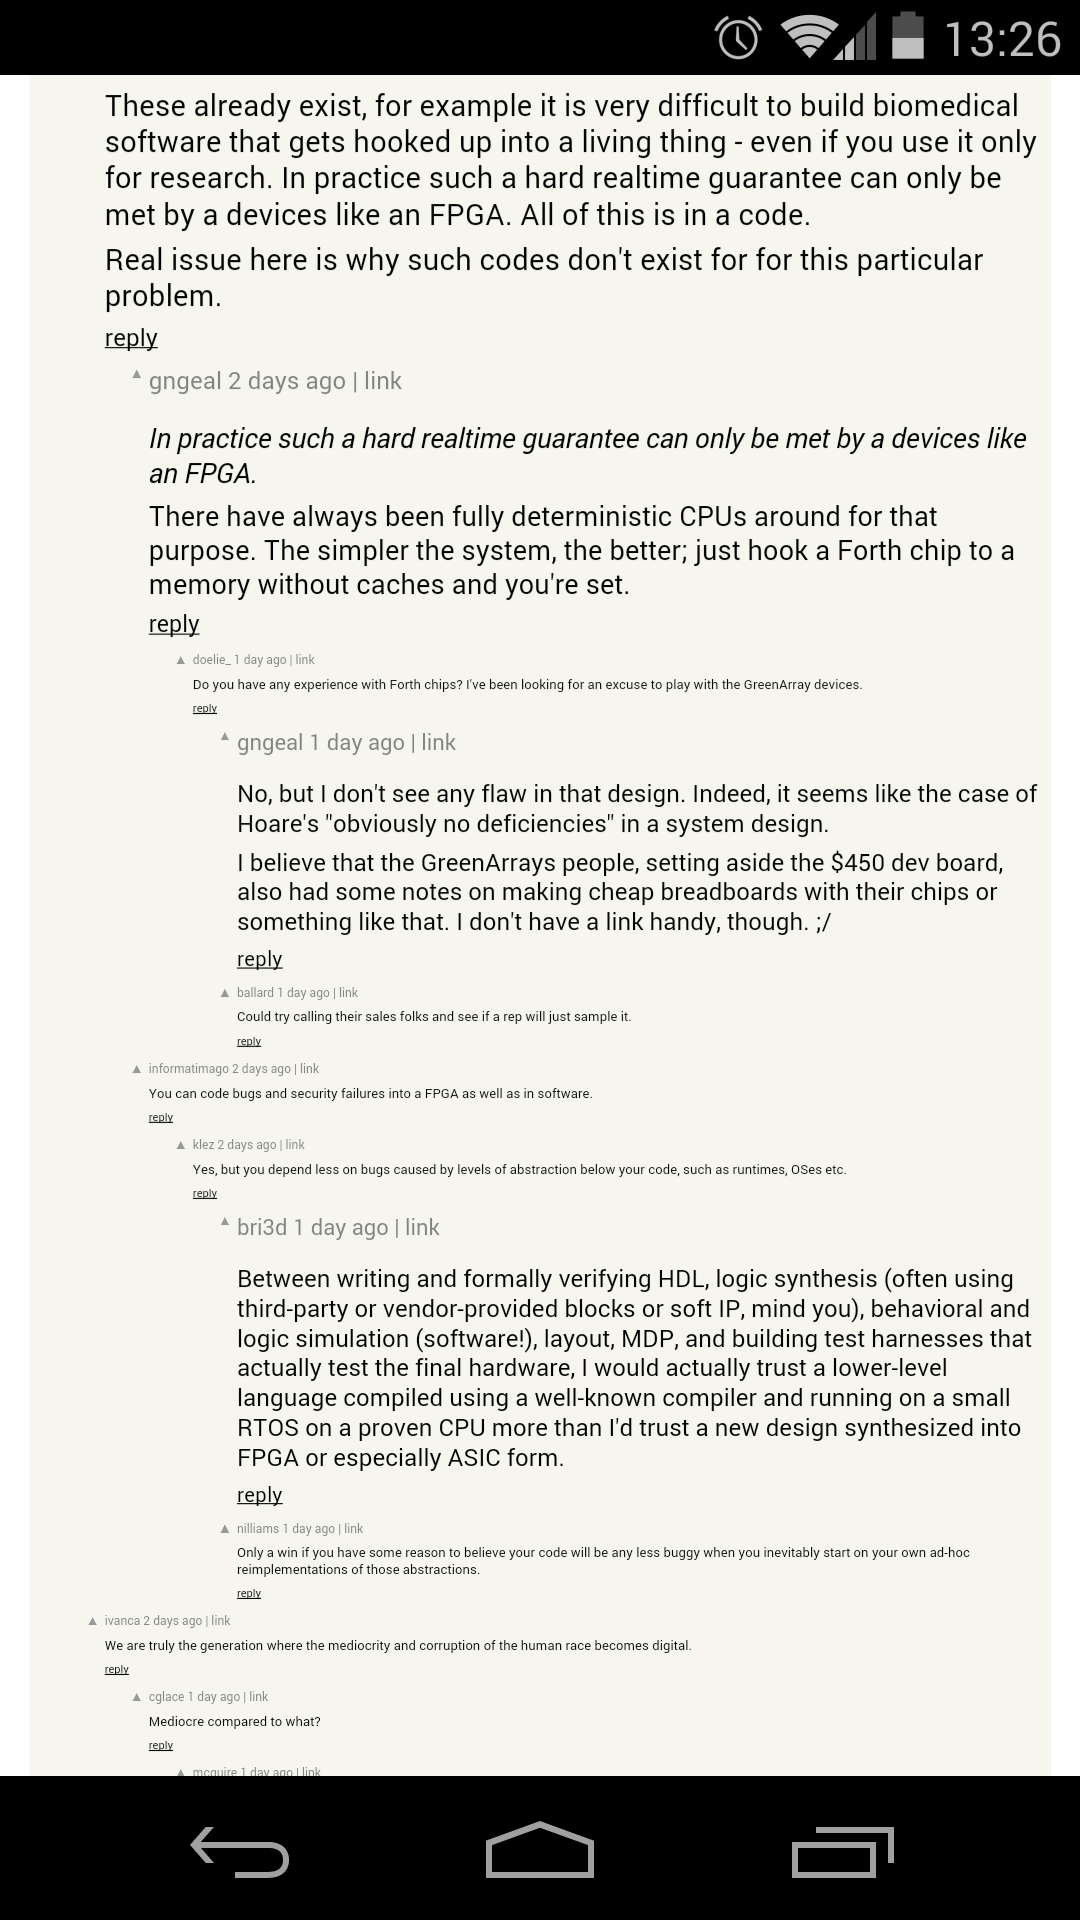 13:26
These already exist, for example it is very difficult to build biomedical
software that gets hooked up into a living thing - even if you use it only
for research. In practice such a hard realtime guarantee can only be
met by a devices like an FPGA. All of this is in a code.
Real issue here is why such codes don't exist for for this particular
problem.
reply
▲ gngeal 2 days ago | link
In practice such a hard realtime guarantee can only be met by a devices like
an FPGA.
There have always been fully deterministic CPUs around for that
purpose. The simpler the system, the better; just hook a Forth chip to a
memory without caches and you're set.
reply
▲ doelie_ 1 day ago | link
Do you have any experience with Forth chips? I've been looking for an excuse to play with the GreenArray devices.
reply
▲ gngeal 1 day ago | link
No, but I don't see any flaw in that design. Indeed, it seems like the case of
Hoare's "obviously no deficiencies" in a system design.
I believe that the GreenArrays people, setting aside the $450 dev board,
also had some notes on making cheap breadboards with their chips or
something like that. I don't have a link handy, though. ;/
reply
▲ ballard 1 day ago | link
Could try calling their sales folks and see if a rep will just sample it.
reply
▲ informatimago 2 days ago | link
You can code bugs and security failures into a FPGA as well as in software.
reply
▲ klez 2 days ago | link
Yes, but you depend less on bugs caused by levels of abstraction below your code, such as runtimes, OSes etc.
reply
▲ bri3d 1 day ago | link
Between writing and formally verifying HDL, logic synthesis (often using
third-party or vendor-provided blocks or soft IP, mind you), behavioral and
logic simulation (software!), layout, MDP, and building test harnesses that
actually test the final hardware, I would actually trust a lower-level
language compiled using a well-known compiler and running on a small
RTOS on a proven CPU more than I'd trust a new design synthesized into
FPGA or especially ASIC form.
reply
▲ nilliams 1 day ago | link
Only a win if you have some reason to believe your code will be any less buggy when you inevitably start on your own ad-hoc
reimplementations of those abstractions.
reply
▲ ivanca 2 days ago | link
We are truly the generation where the mediocrity and corruption of the human race becomes digital.
reply
▲ cglace 1 day ago | link
Mediocre compared to what?
reply
▲ mcguire 1 day ago | link